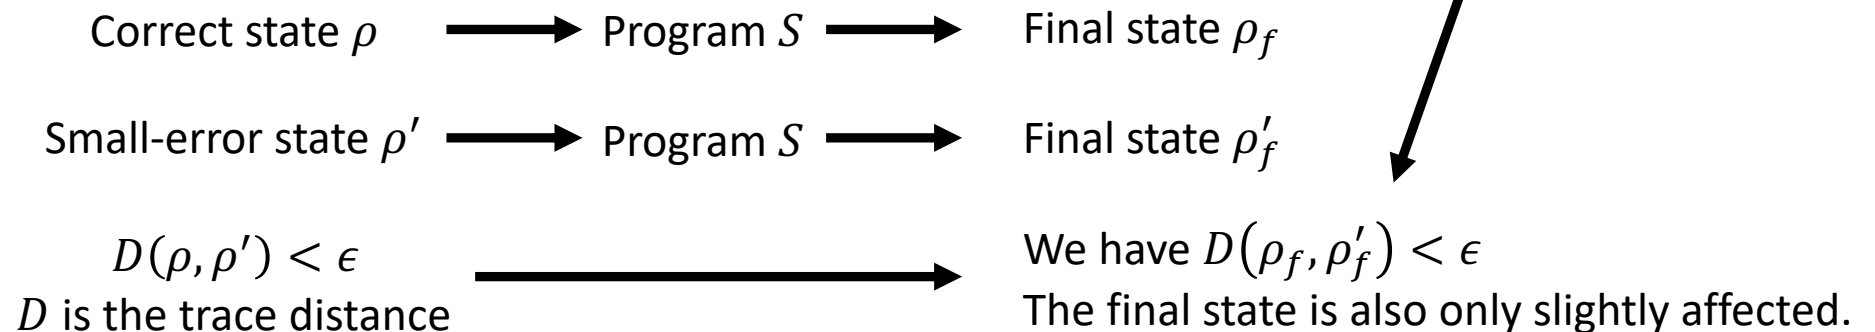 Correct state ρ Program S Final state ρ_f
Small-error state ρ′ Program S Final state ρ′_f
D(ρ, ρ′) < ϵ We have D(ρ_f, ρ′_f) < ϵ
D is the trace distance The final state is also only slightly affected.